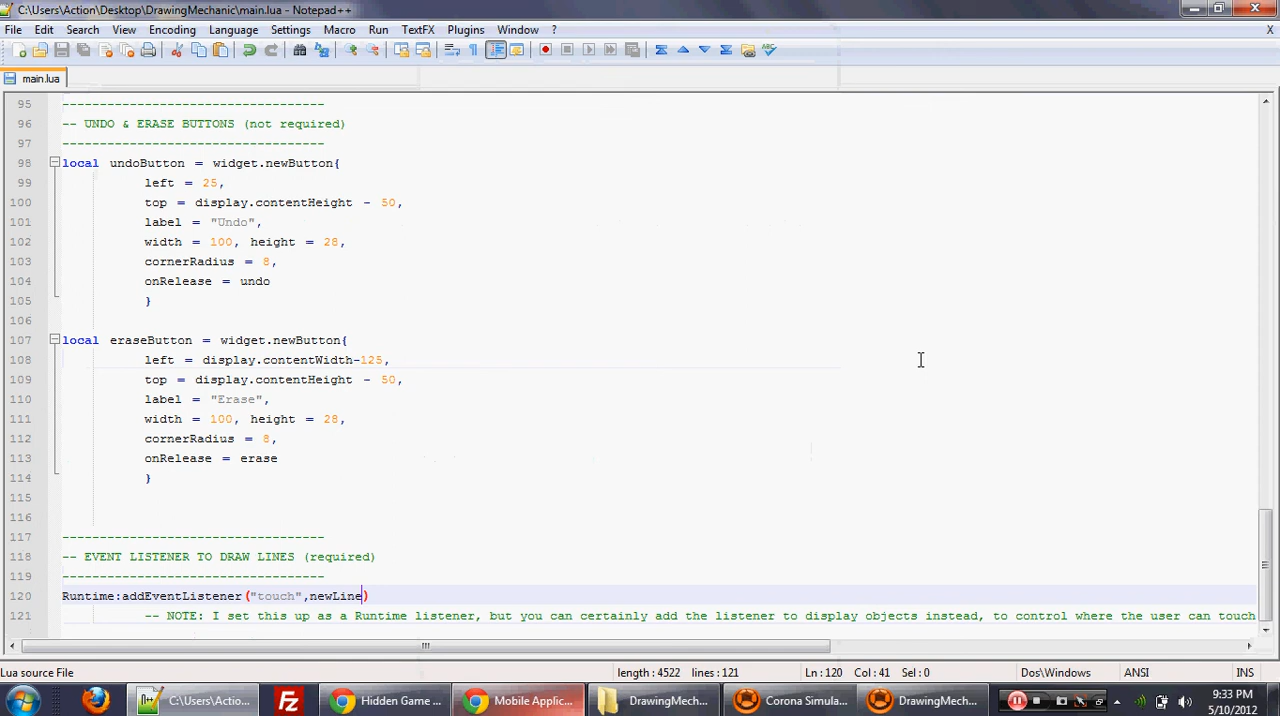 C:\Users\Action\Desktop\DrawingMechanic\main.lua - Notepad++
File Edit Search View Encoding Language Settings Macro Run TextFX Plugins Window ? X
main.lua
95 -----------------------------------
96 -- UNDO & ERASE BUTTONS (not required)
97 -----------------------------------
98 local undoButton = widget.newButton{
99 left = 25,
100 top = display.contentHeight - 50,
101 label = "Undo",
102 width = 100, height = 28,
103 cornerRadius = 8,
104 onRelease = undo
105 }
106
107 local eraseButton = widget.newButton{
108 left = display.contentWidth-125,
109 top = display.contentHeight - 50,
110 label = "Erase",
111 width = 100, height = 28,
112 cornerRadius = 8,
113 onRelease = erase
114 }
115
116
117 -----------------------------------
118 -- EVENT LISTENER TO DRAW LINES (required)
119 -----------------------------------
120 Runtime:addEventListener("touch",newLine)
121 -- NOTE: I set this up as a Runtime listener, but you can certainly add the listener to display objects instead, to control where the user can touch
Lua source File length : 4522 lines : 121 Ln : 120 Col : 41 Sel : 0 Dos\Windows ANSI INS
C:\Users\Actio... Hidden Game ... Mobile Applic... DrawingMech... Corona Simula... DrawingMech... 9:33 PM
5/10/2012